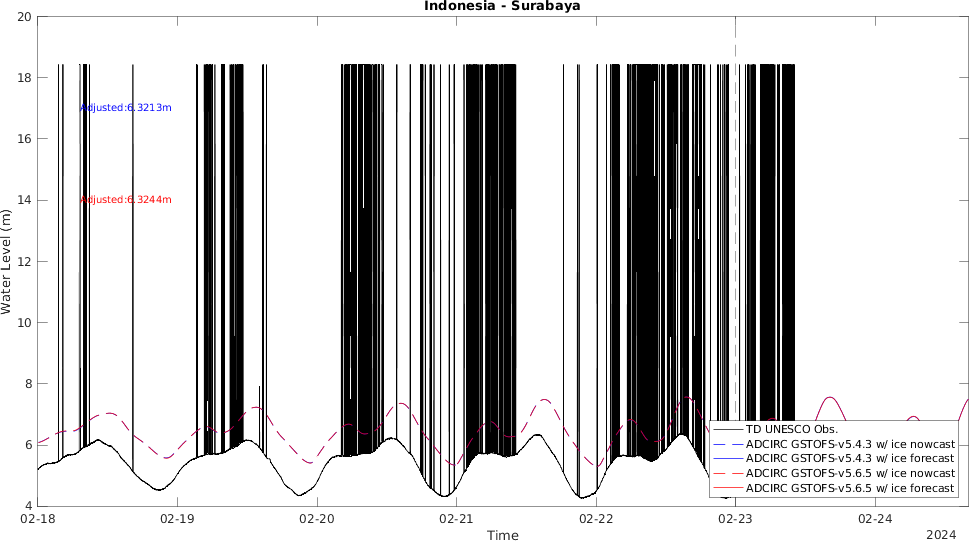 Indonesia - Surabaya
20
18
16
14
12
10
8
6
4
Water Level (m)
Adjusted:6.3213m
Adjusted:6.3244m
TD UNESCO Obs.
ADCIRC GSTOFS-v5.4.3 w/ ice nowcast
ADCIRC GSTOFS-v5.4.3 w/ ice forecast
ADCIRC GSTOFS-v5.6.5 w/ ice nowcast
ADCIRC GSTOFS-v5.6.5 w/ ice forecast
02-18 02-19 02-20 02-21 02-22 02-23 02-24
Time
2024